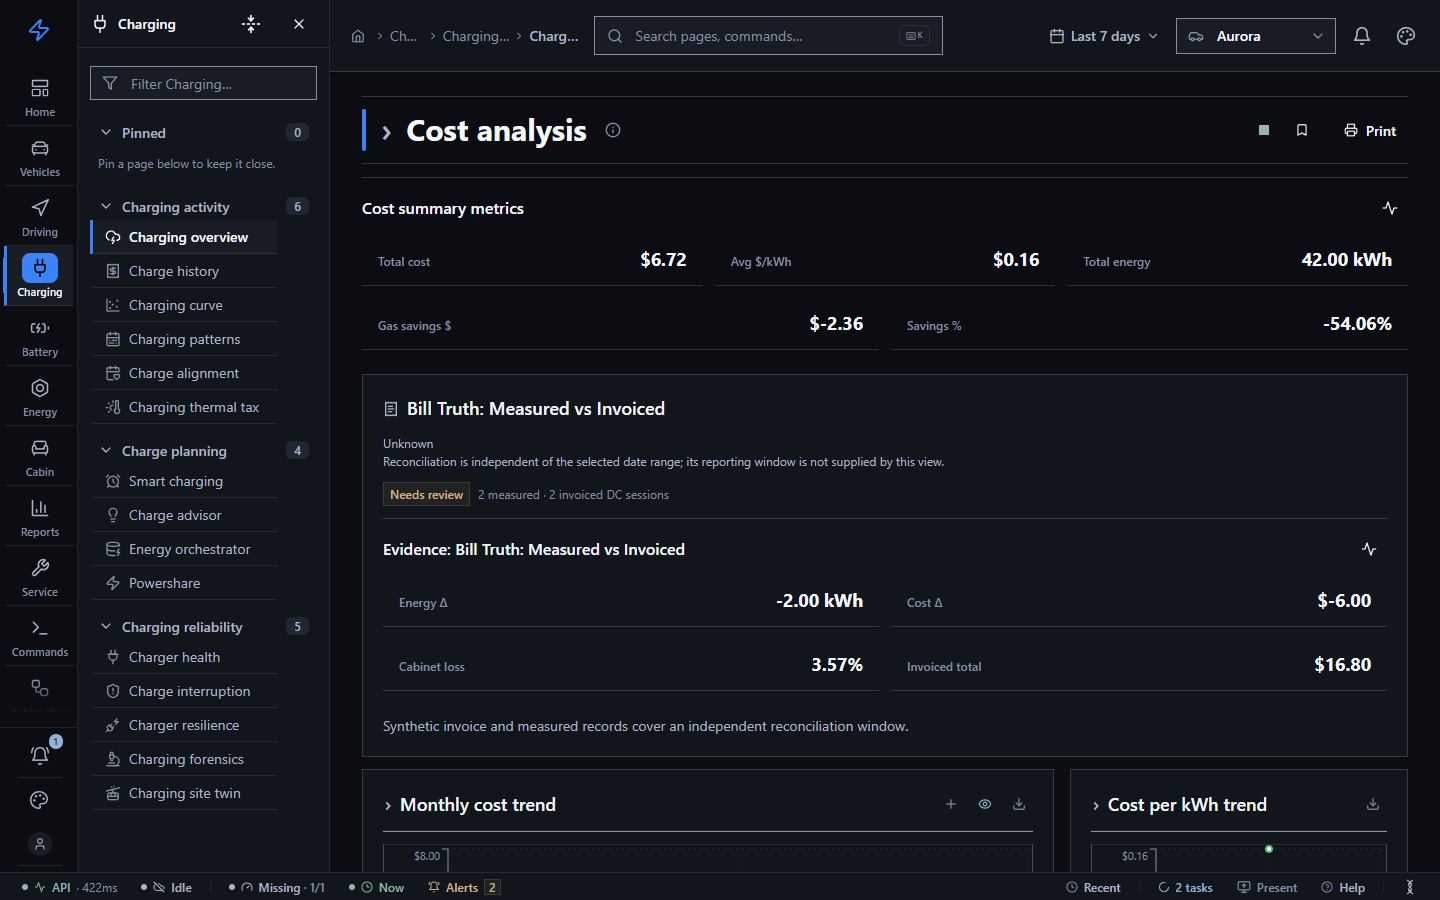 Charging
Ch...
Charging...
Charg...
Search pages, commands...
K
Last 7 days
Aurora
Home
Vehicles
Driving
Charging
Battery
Energy
Cabin
Reports
Service
Commands
1
Filter Charging...
Pinned
0
Pin a page below to keep it close.
Charging activity
6
Charging overview
Charge history
Charging curve
Charging patterns
Charge alignment
Charging thermal tax
Charge planning
4
Smart charging
Charge advisor
Energy orchestrator
Powershare
Charging reliability
5
Charger health
Charge interruption
Charger resilience
Charging forensics
Charging site twin
Cost analysis
Print
Cost summary metrics
Total cost
$6.72
Avg $/kWh
$0.16
Total energy
42.00 kWh
Gas savings $
$-2.36
Savings %
-54.06%
Bill Truth: Measured vs Invoiced
Unknown
Reconciliation is independent of the selected date range; its reporting window is not supplied by this view.
Needs review
2 measured · 2 invoiced DC sessions
Evidence: Bill Truth: Measured vs Invoiced
Energy Δ
-2.00 kWh
Cost Δ
$-6.00
Cabinet loss
3.57%
Invoiced total
$16.80
Synthetic invoice and measured records cover an independent reconciliation window.
Monthly cost trend
$8.00
Cost per kWh trend
$0.16
API · 422ms
Idle
Missing · 1/1
Now
Alerts 2
Recent
2 tasks
Present
Help